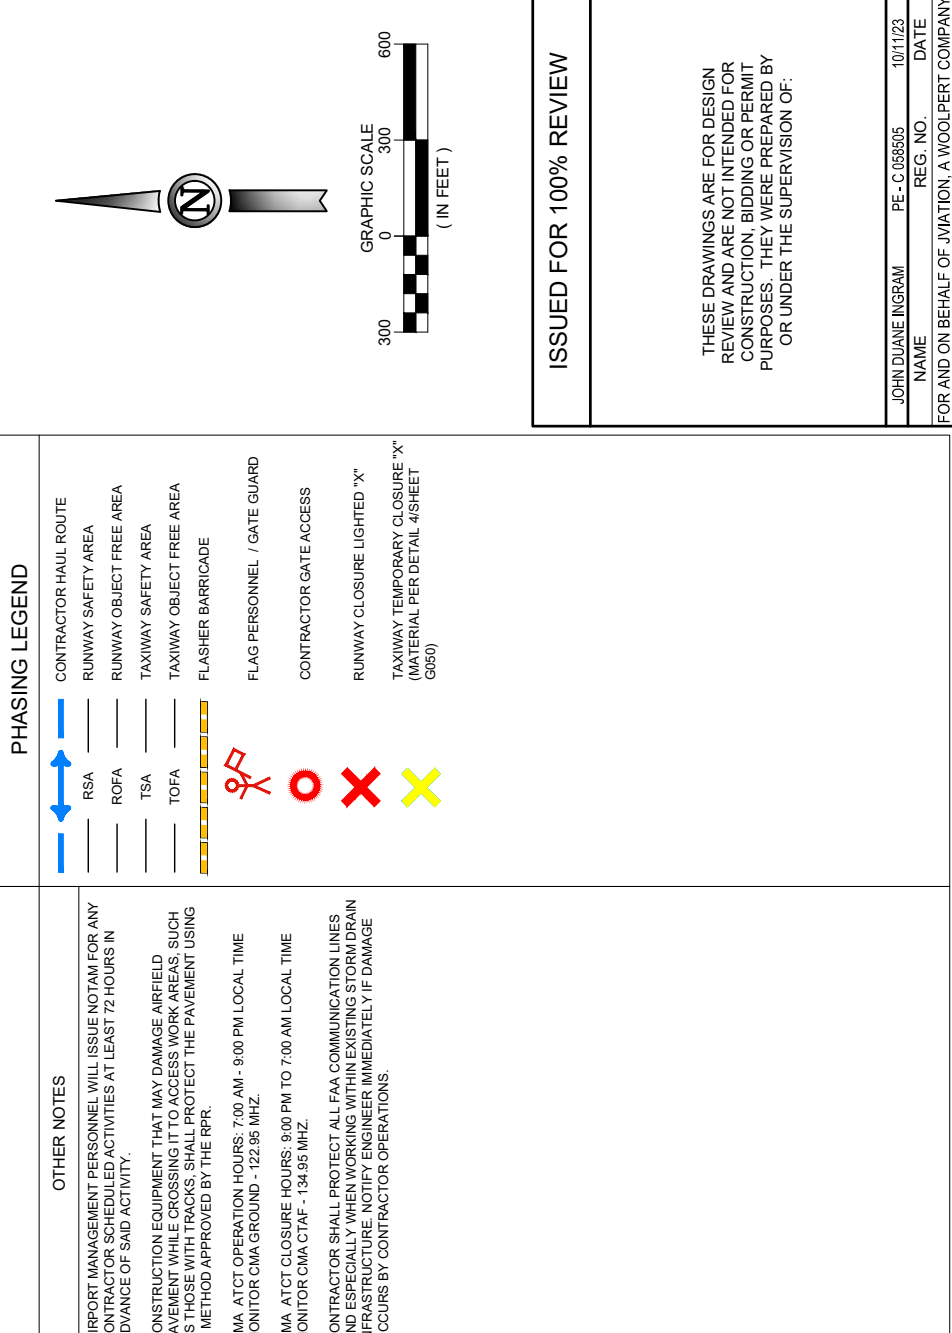 OTHER NOTES
IRPORT MANAGEMENT PERSONNEL WILL ISSUE NOTAM FOR ANY
ONTRACTOR SCHEDULED ACTIVITIES AT LEAST 72 HOURS IN
DVANCE OF SAID ACTIVITY.
ONSTRUCTION EQUIPMENT THAT MAY DAMAGE AIRFIELD
AVEMENT WHILE CROSSING IT TO ACCESS WORK AREAS, SUCH
S THOSE WITH TRACKS, SHALL PROTECT THE PAVEMENT USING
METHOD APPROVED BY THE RPR.
MA ATCT OPERATION HOURS: 7:00 AM - 9:00 PM LOCAL TIME
ONITOR CMA GROUND - 122.95 MHZ.
MA ATCT CLOSURE HOURS: 9:00 PM TO 7:00 AM LOCAL TIME
ONITOR CMA CTAF - 134.95 MHZ.
ONTRACTOR SHALL PROTECT ALL FAA COMMUNICATION LINES
ND ESPECIALLY WHEN WORKING WITHIN EXISTING STORM DRAIN
NFRASTRUCTURE. NOTIFY ENGINEER IMMEDIATELY IF DAMAGE
CCURS BY CONTRACTOR OPERATIONS.
PHASING LEGEND
CONTRACTOR HAUL ROUTE
RSA RUNWAY SAFETY AREA
ROFA RUNWAY OBJECT FREE AREA
TSA TAXIWAY SAFETY AREA
TOFA TAXIWAY OBJECT FREE AREA
FLASHER BARRICADE
FLAG PERSONNEL / GATE GUARD
CONTRACTOR GATE ACCESS
RUNWAY CLOSURE LIGHTED "X"
TAXIWAY TEMPORARY CLOSURE "X"
(MATERIAL PER DETAIL 4/SHEET
G050)
N
GRAPHIC SCALE
300 0 300 600
( IN FEET )
ISSUED FOR 100% REVIEW
THESE DRAWINGS ARE FOR DESIGN
REVIEW AND ARE NOT INTENDED FOR
CONSTRUCTION, BIDDING OR PERMIT
PURPOSES. THEY WERE PREPARED BY
OR UNDER THE SUPERVISION OF:
JOHN DUANE INGRAM PE - C 058505 10/11/23
NAME REG. NO. DATE
FOR AND ON BEHALF OF JVIATION, A WOOLPERT COMPANY